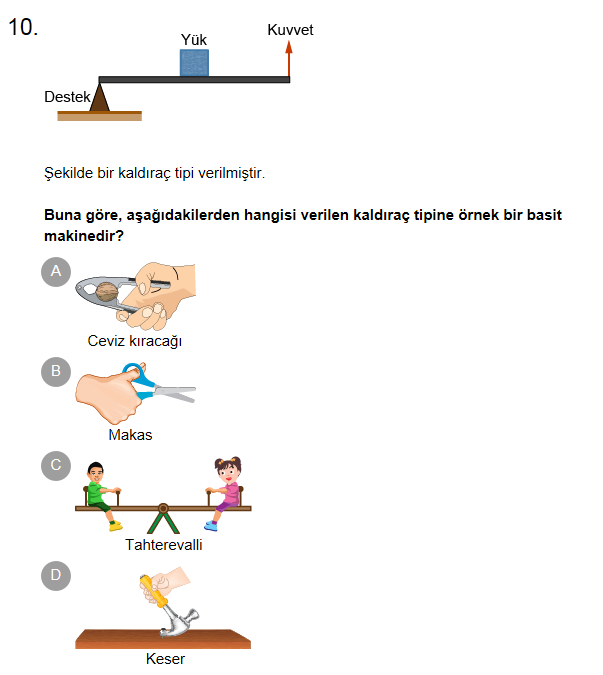 10.
Kuvvet
Yük
Destek
Şekilde bir kaldıraç tipi verilmiştir.
Buna göre, aşağıdakilerden hangisi verilen kaldıraç tipine örnek bir basit
makinedir?
A
Ceviz kıracağı
B
Makas
C
Tahterevalli
D
Keser